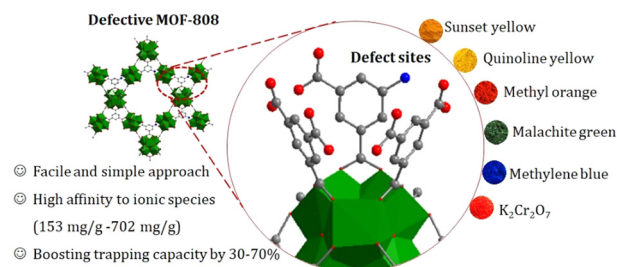 Defective MOF-808
Defect sites
Sunset yellow
Quinoline yellow
Methyl orange
Malachite green
Methylene blue
K₂Cr₂O₇
☺ Facile and simple approach
☺ High affinity to ionic species
(153 mg/g -702 mg/g)
☺ Boosting trapping capacity by 30-70%